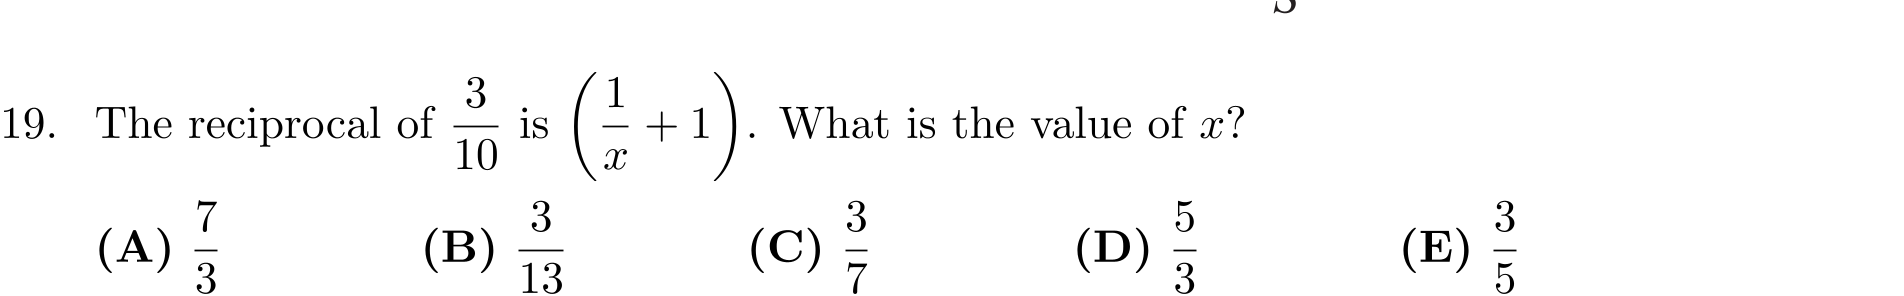 19. The reciprocal of 3/10 is (1/x + 1). What is the value of x?
(A) 7/3 (B) 3/13 (C) 3/7 (D) 5/3 (E) 3/5